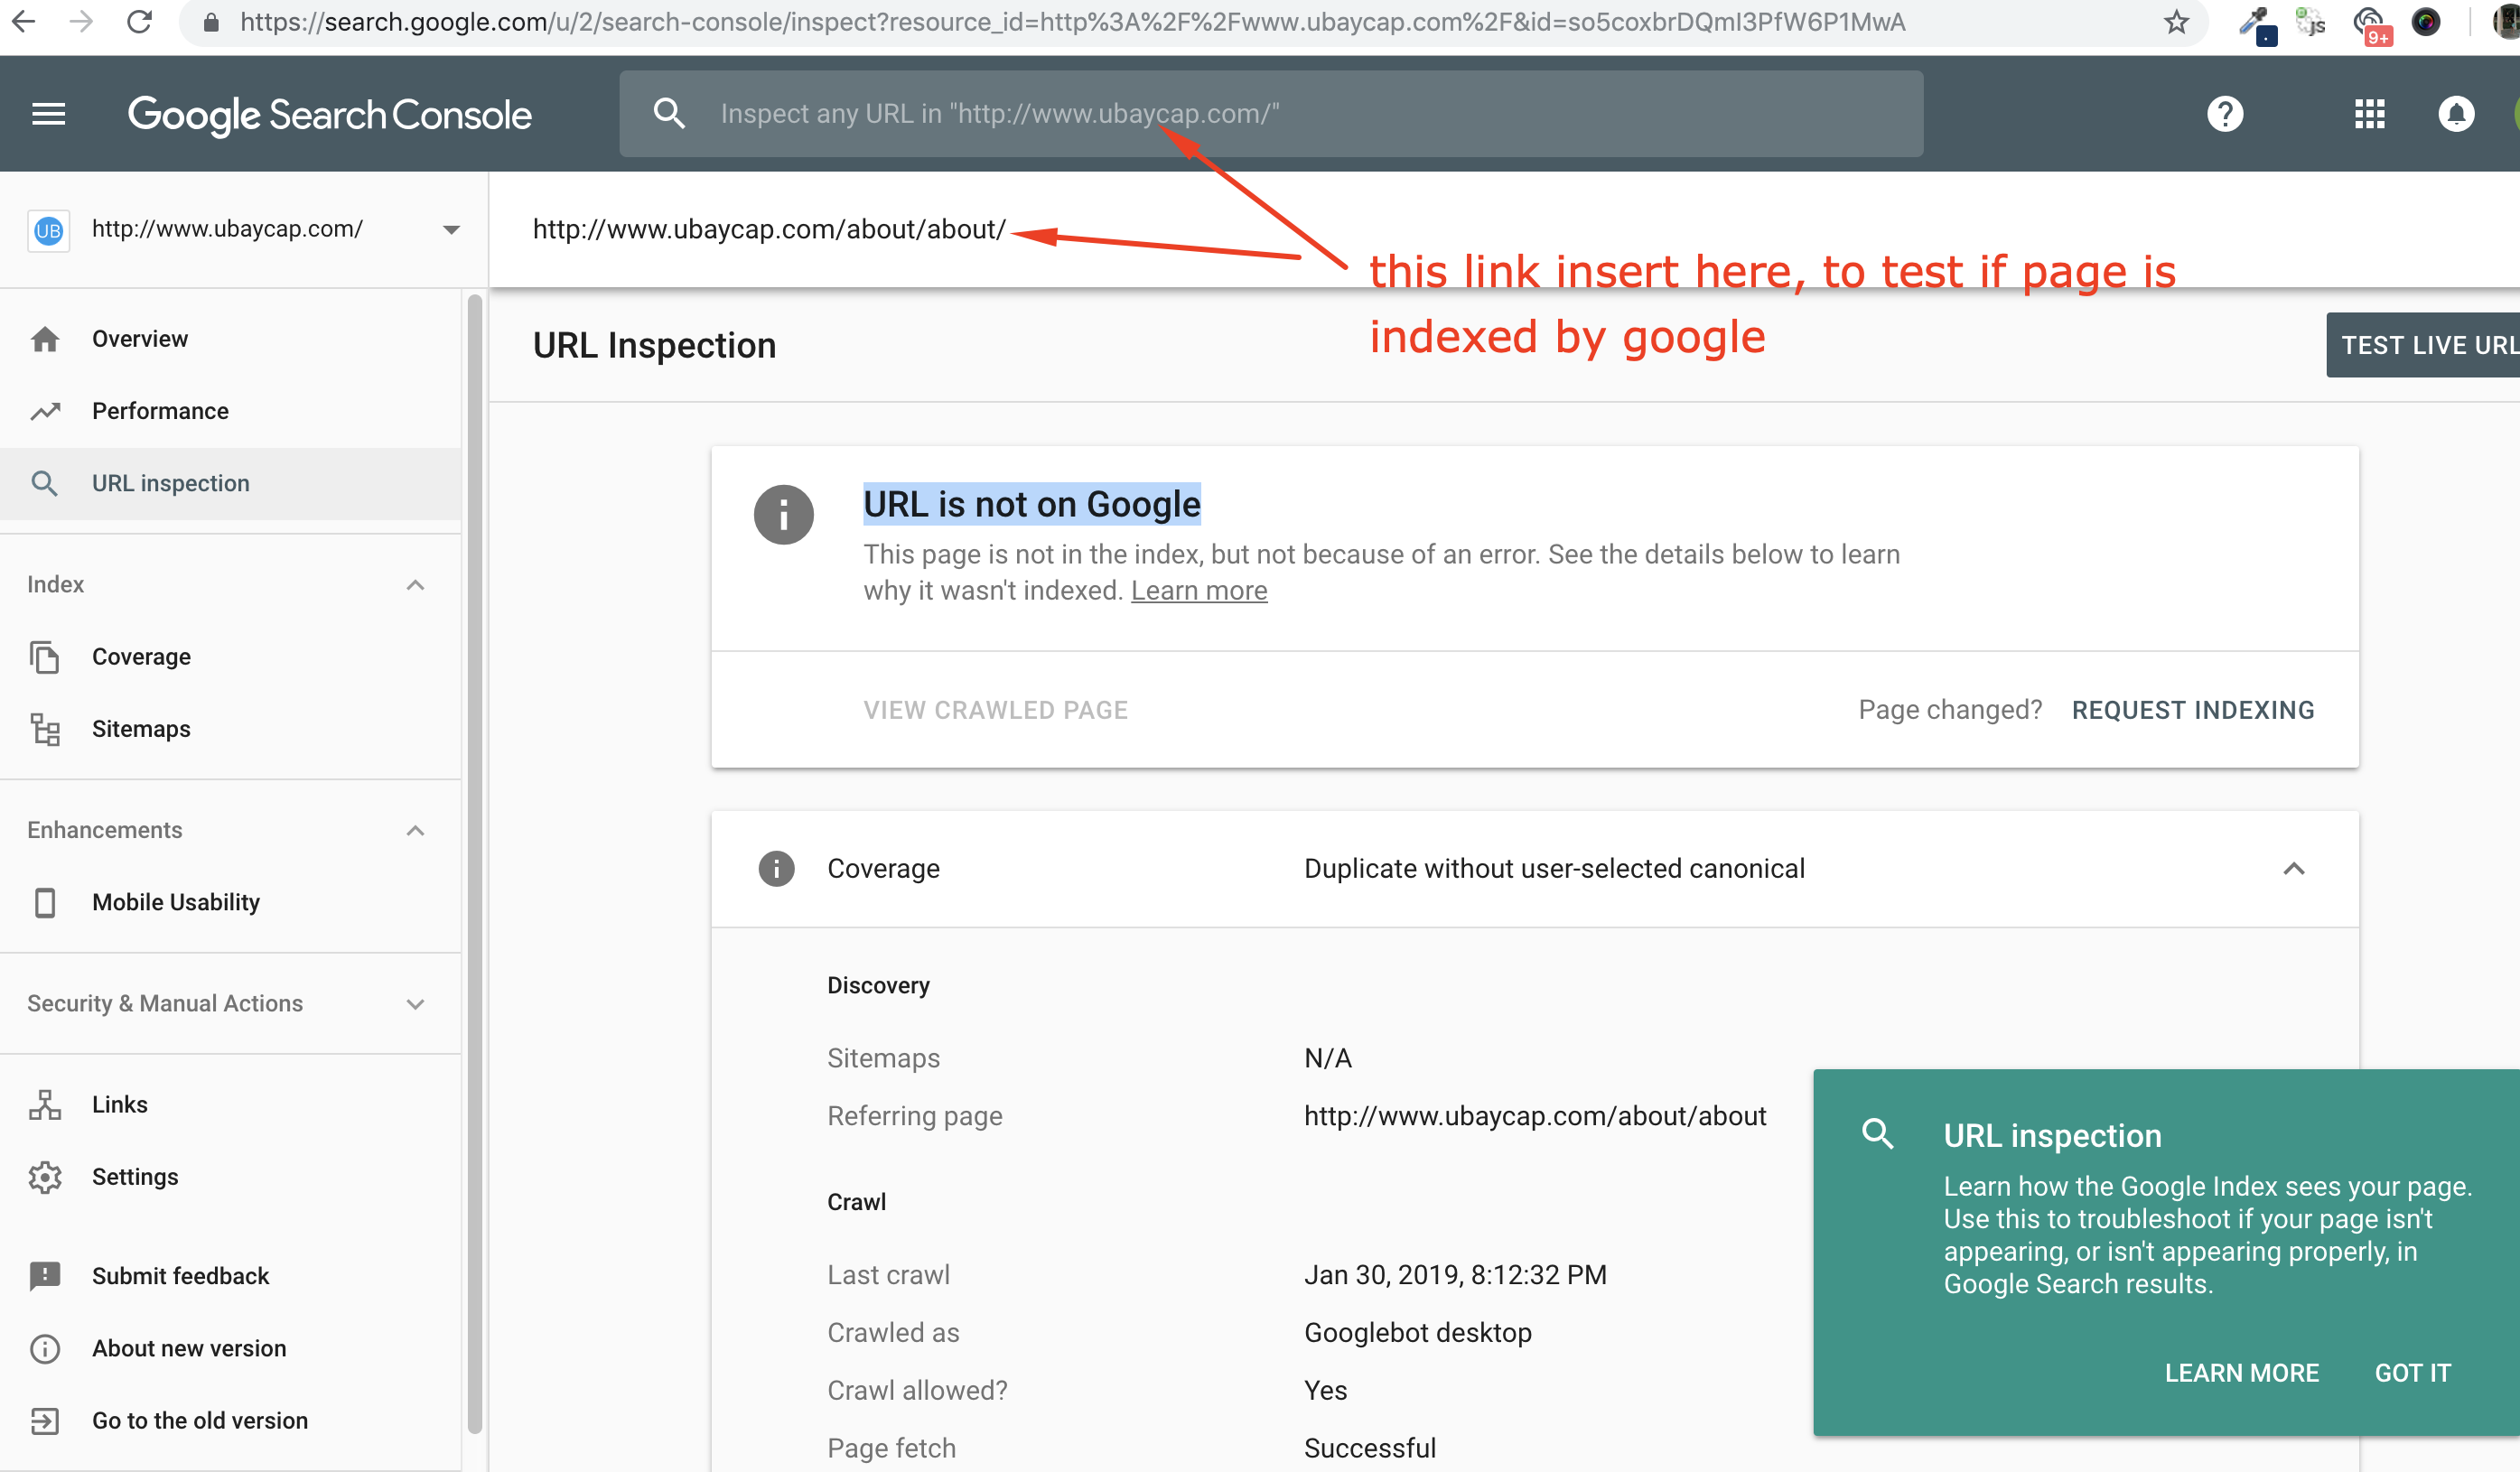 https://search.google.com/u/2/search-console/inspect?resource_id=http%3A%2F%2Fwww.ubaycap.com%2F&id=so5coxbrDQmI3PfW6P1MwA
JS
9+
Google Search Console
Inspect any URL in "http://www.ubaycap.com/"
?
UB
http://www.ubaycap.com/
http://www.ubaycap.com/about/about/
this link insert here, to test if page is
indexed by google
Overview
Performance
URL inspection
Index
Coverage
Sitemaps
Enhancements
Mobile Usability
Security & Manual Actions
Links
Settings
Submit feedback
About new version
Go to the old version
URL Inspection
TEST LIVE URL
URL is not on Google
This page is not in the index, but not because of an error. See the details below to learn
why it wasn't indexed. Learn more
VIEW CRAWLED PAGE
Page changed? REQUEST INDEXING
Coverage Duplicate without user-selected canonical
Discovery
Sitemaps N/A
Referring page http://www.ubaycap.com/about/about
Crawl
Last crawl Jan 30, 2019, 8:12:32 PM
Crawled as Googlebot desktop
Crawl allowed? Yes
Page fetch Successful
URL inspection
Learn how the Google Index sees your page.
Use this to troubleshoot if your page isn't
appearing, or isn't appearing properly, in
Google Search results.
LEARN MORE GOT IT